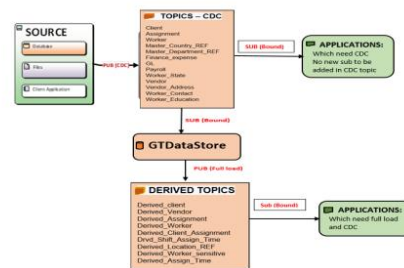 SOURCE
Database
Files
Client Application
PUB (CDC)
TOPICS – CDC
Client
Assignment
Worker
Master_Country_REF
Master_Department_REF
Finance_expense
GL
Payroll
Worker_State
Vendor
Vendor_Address
Worker_Contact
Worker_Education
SUB (Bound)
APPLICATIONS:
Which need CDC
No new sub to be
added in CDC topic
SUB (Bound)
GTDataStore
PUB (Full load)
DERIVED TOPICS
Derived_client
Derived_Vendor
Derived_Assignment
Derived_Worker
Derived_Client_Assignment
Drvd_Shift_Assign_Time
Derived_Location_REF
Derived_Worker_sensitive
Derived_Assign_Time
Sub (Bound)
APPLICATIONS:
Which need full load
and CDC